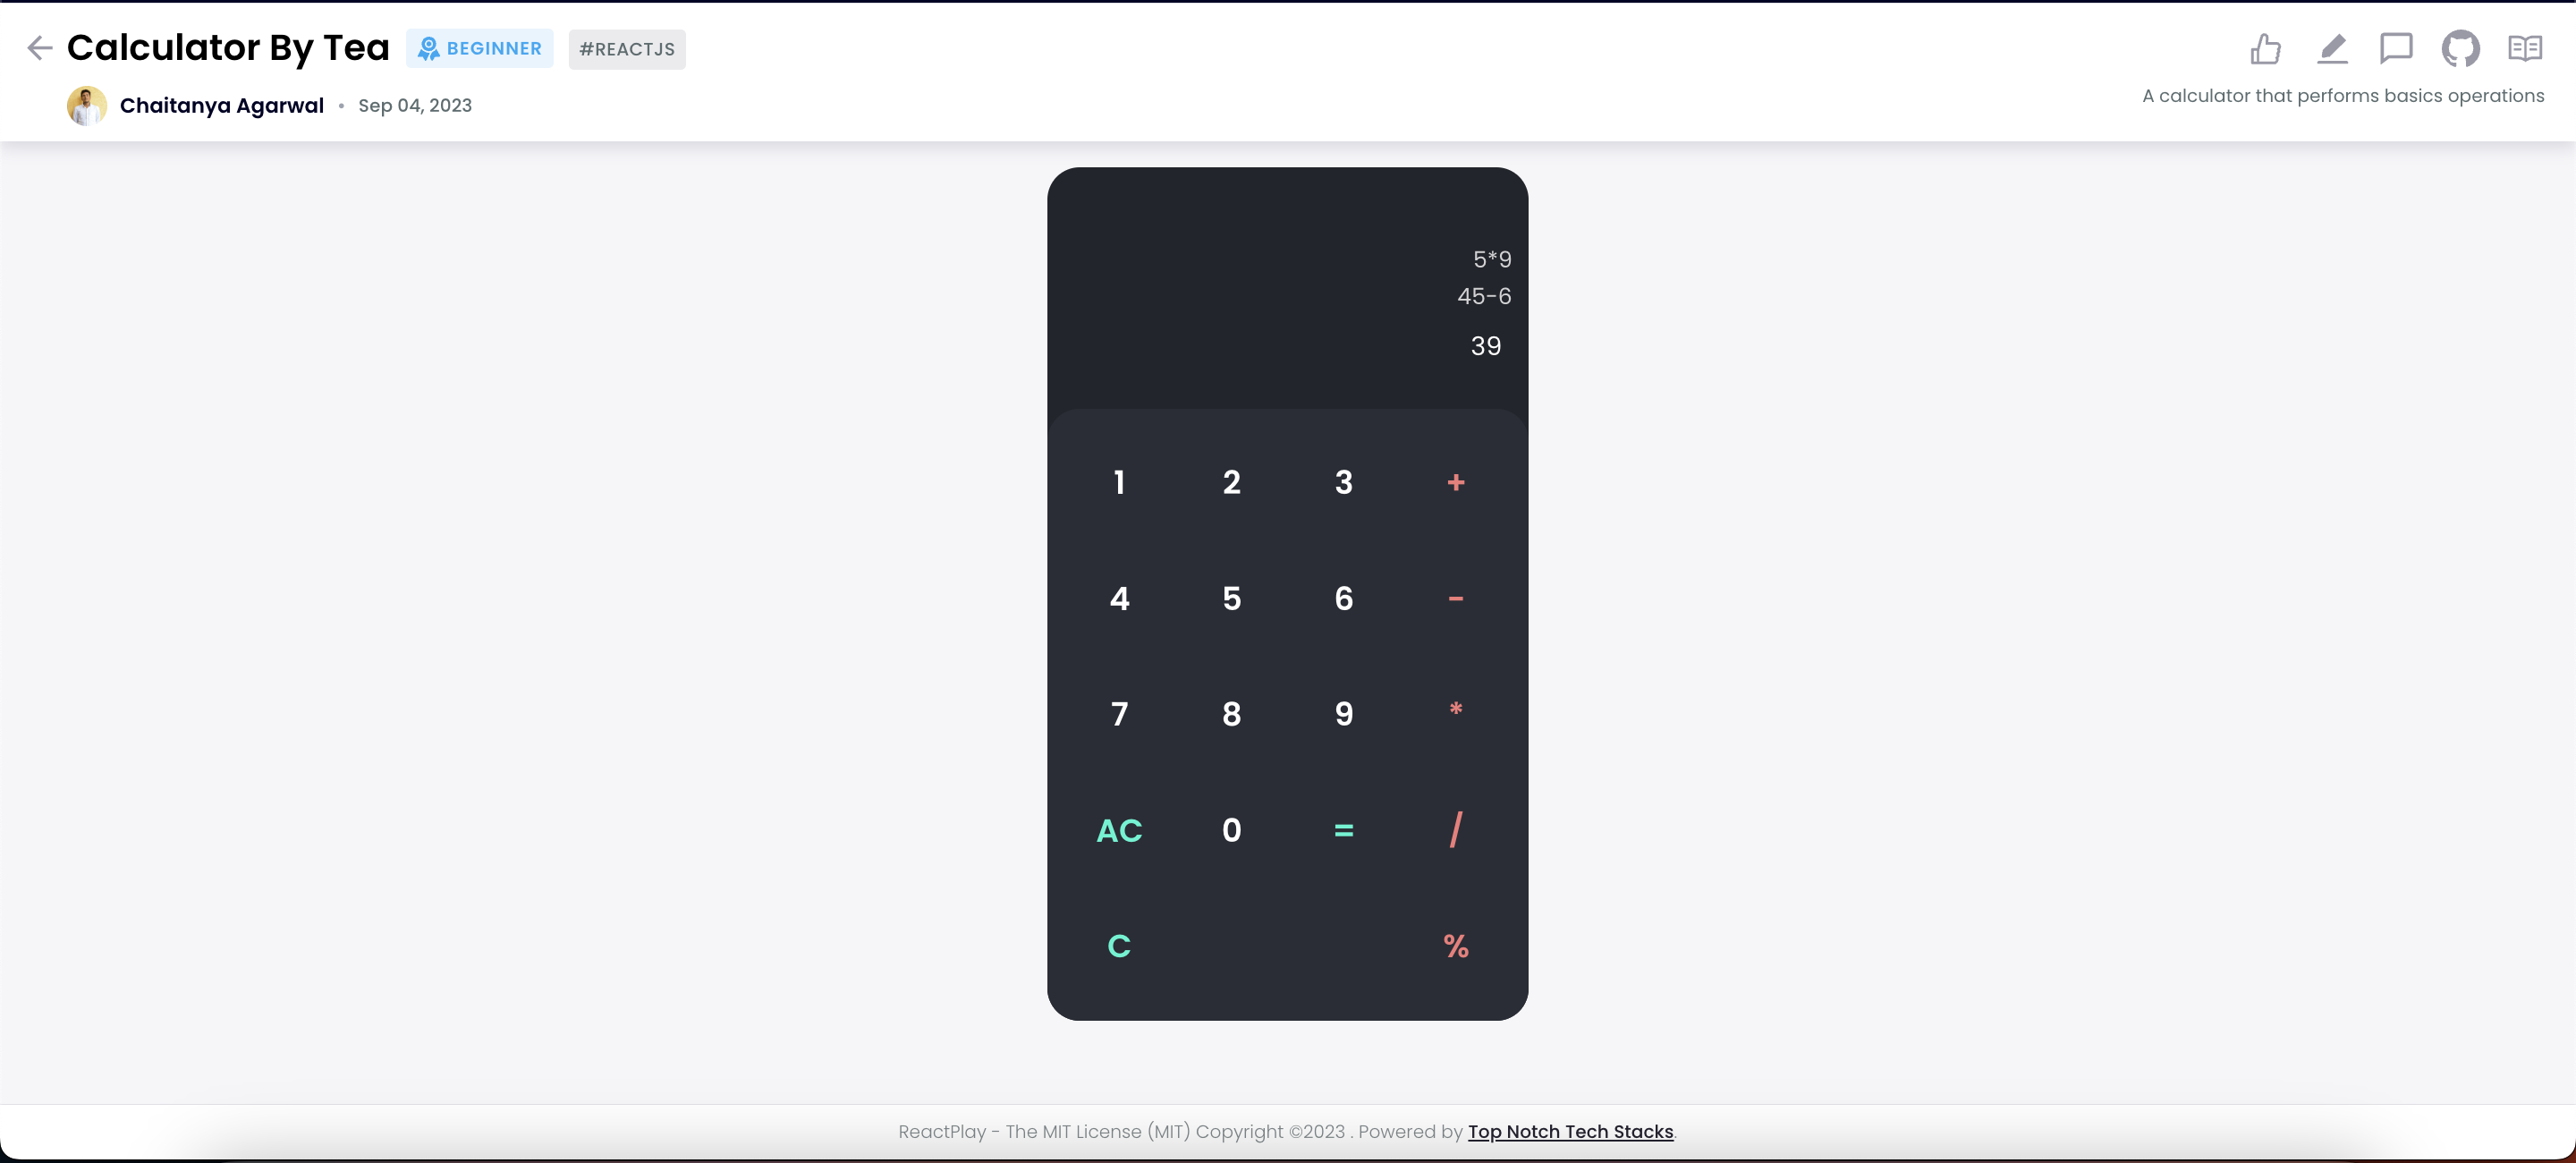 Calculator By Tea BEGINNER #REACTJS
Chaitanya Agarwal • Sep 04, 2023
A calculator that performs basics operations
5*9
45-6
39
1 2 3 +
4 5 6 -
7 8 9 *
AC 0 = /
C %
ReactPlay - The MIT License (MIT) Copyright ©2023 . Powered by Top Notch Tech Stacks.